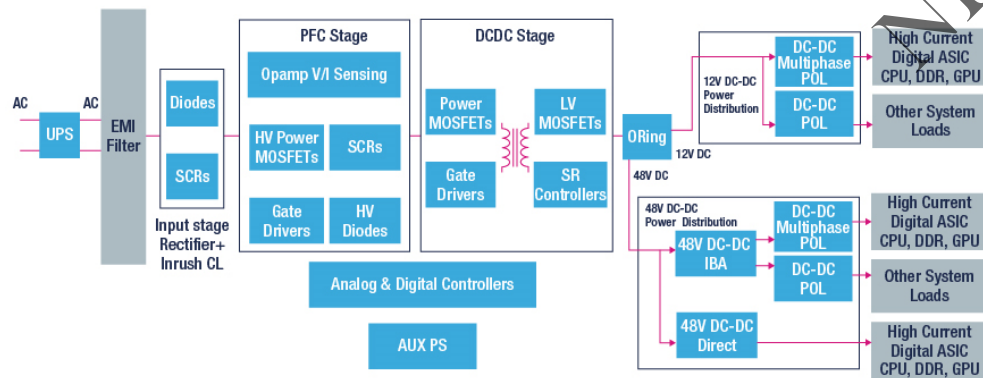 AC
UPS
AC
EMI
Filter
Diodes
SCRs
Input stage
Rectifier+
Inrush CL
PFC Stage
Opamp V/I Sensing
HV Power
MOSFETs
SCRs
Gate
Drivers
HV
Diodes
DCDC Stage
Power
MOSFETs
LV
MOSFETs
Gate
Drivers
SR
Controllers
Analog & Digital Controllers
AUX PS
ORing
12V DC
48V DC
12V DC-DC
Power
Distribution
DC-DC
Multiphase
POL
DC-DC
POL
High Current
Digital ASIC
CPU, DDR, GPU
Other System
Loads
48V DC-DC
Power Distribution
48V DC-DC
IBA
DC-DC
Multiphase
POL
DC-DC
POL
48V DC-DC
Direct
High Current
Digital ASIC
CPU, DDR, GPU
Other System
Loads
High Current
Digital ASIC
CPU, DDR, GPU